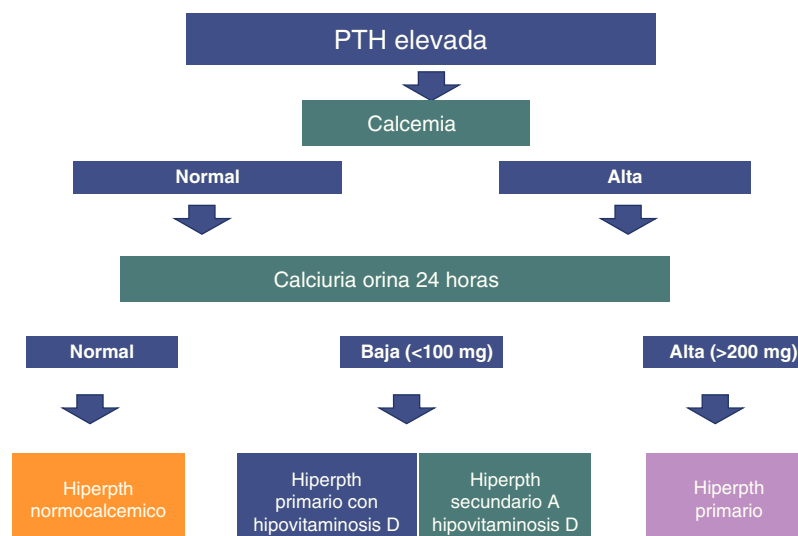 PTH elevada
Calcemia
Normal
Alta
Calciuria orina 24 horas
Normal
Baja (<100 mg)
Alta (>200 mg)
Hiperpth
normocalcemico
Hiperpth
primario con
hipovitaminosis D
Hiperpth
secundario A
hipovitaminosis D
Hiperpth
primario